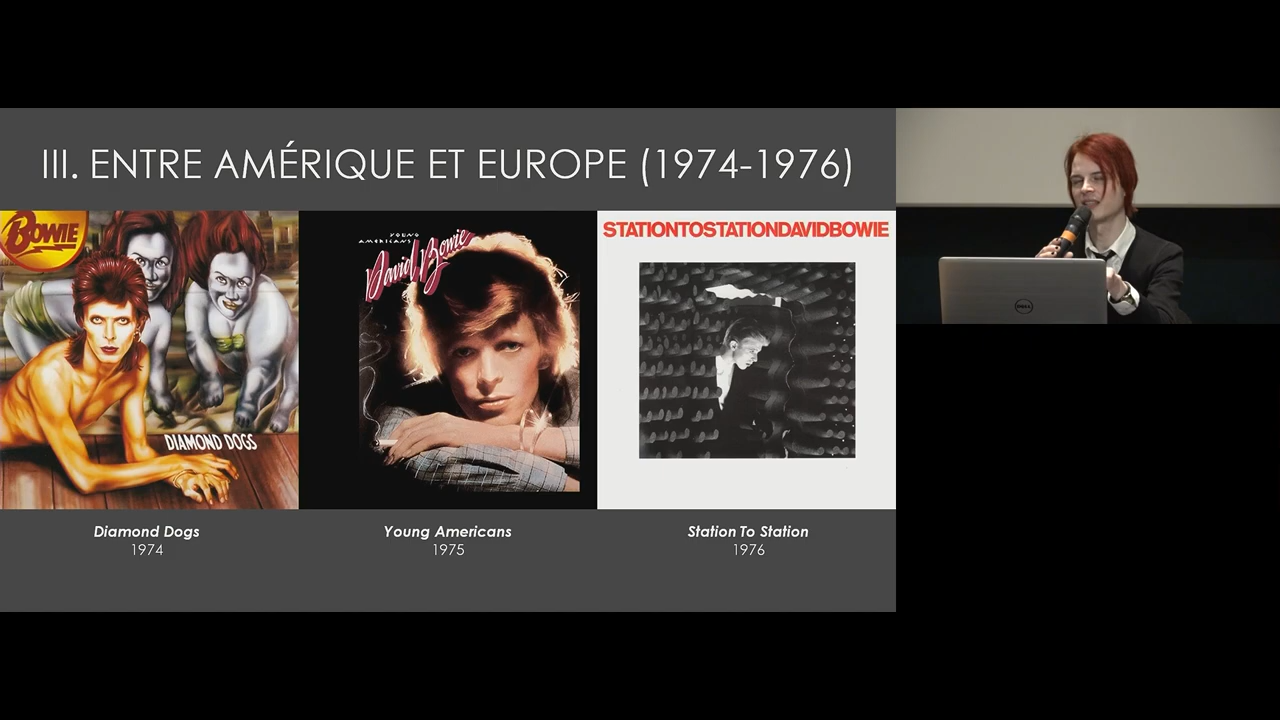 III. ENTRE AMÉRIQUE ET EUROPE (1974-1976)
BOWIE
DIAMOND DOGS
YOUNG
AMERICANS
David Bowie
STATIONTOSTATIONDAVIDBOWIE
DELL
Diamond Dogs
1974
Young Americans
1975
Station To Station
1976